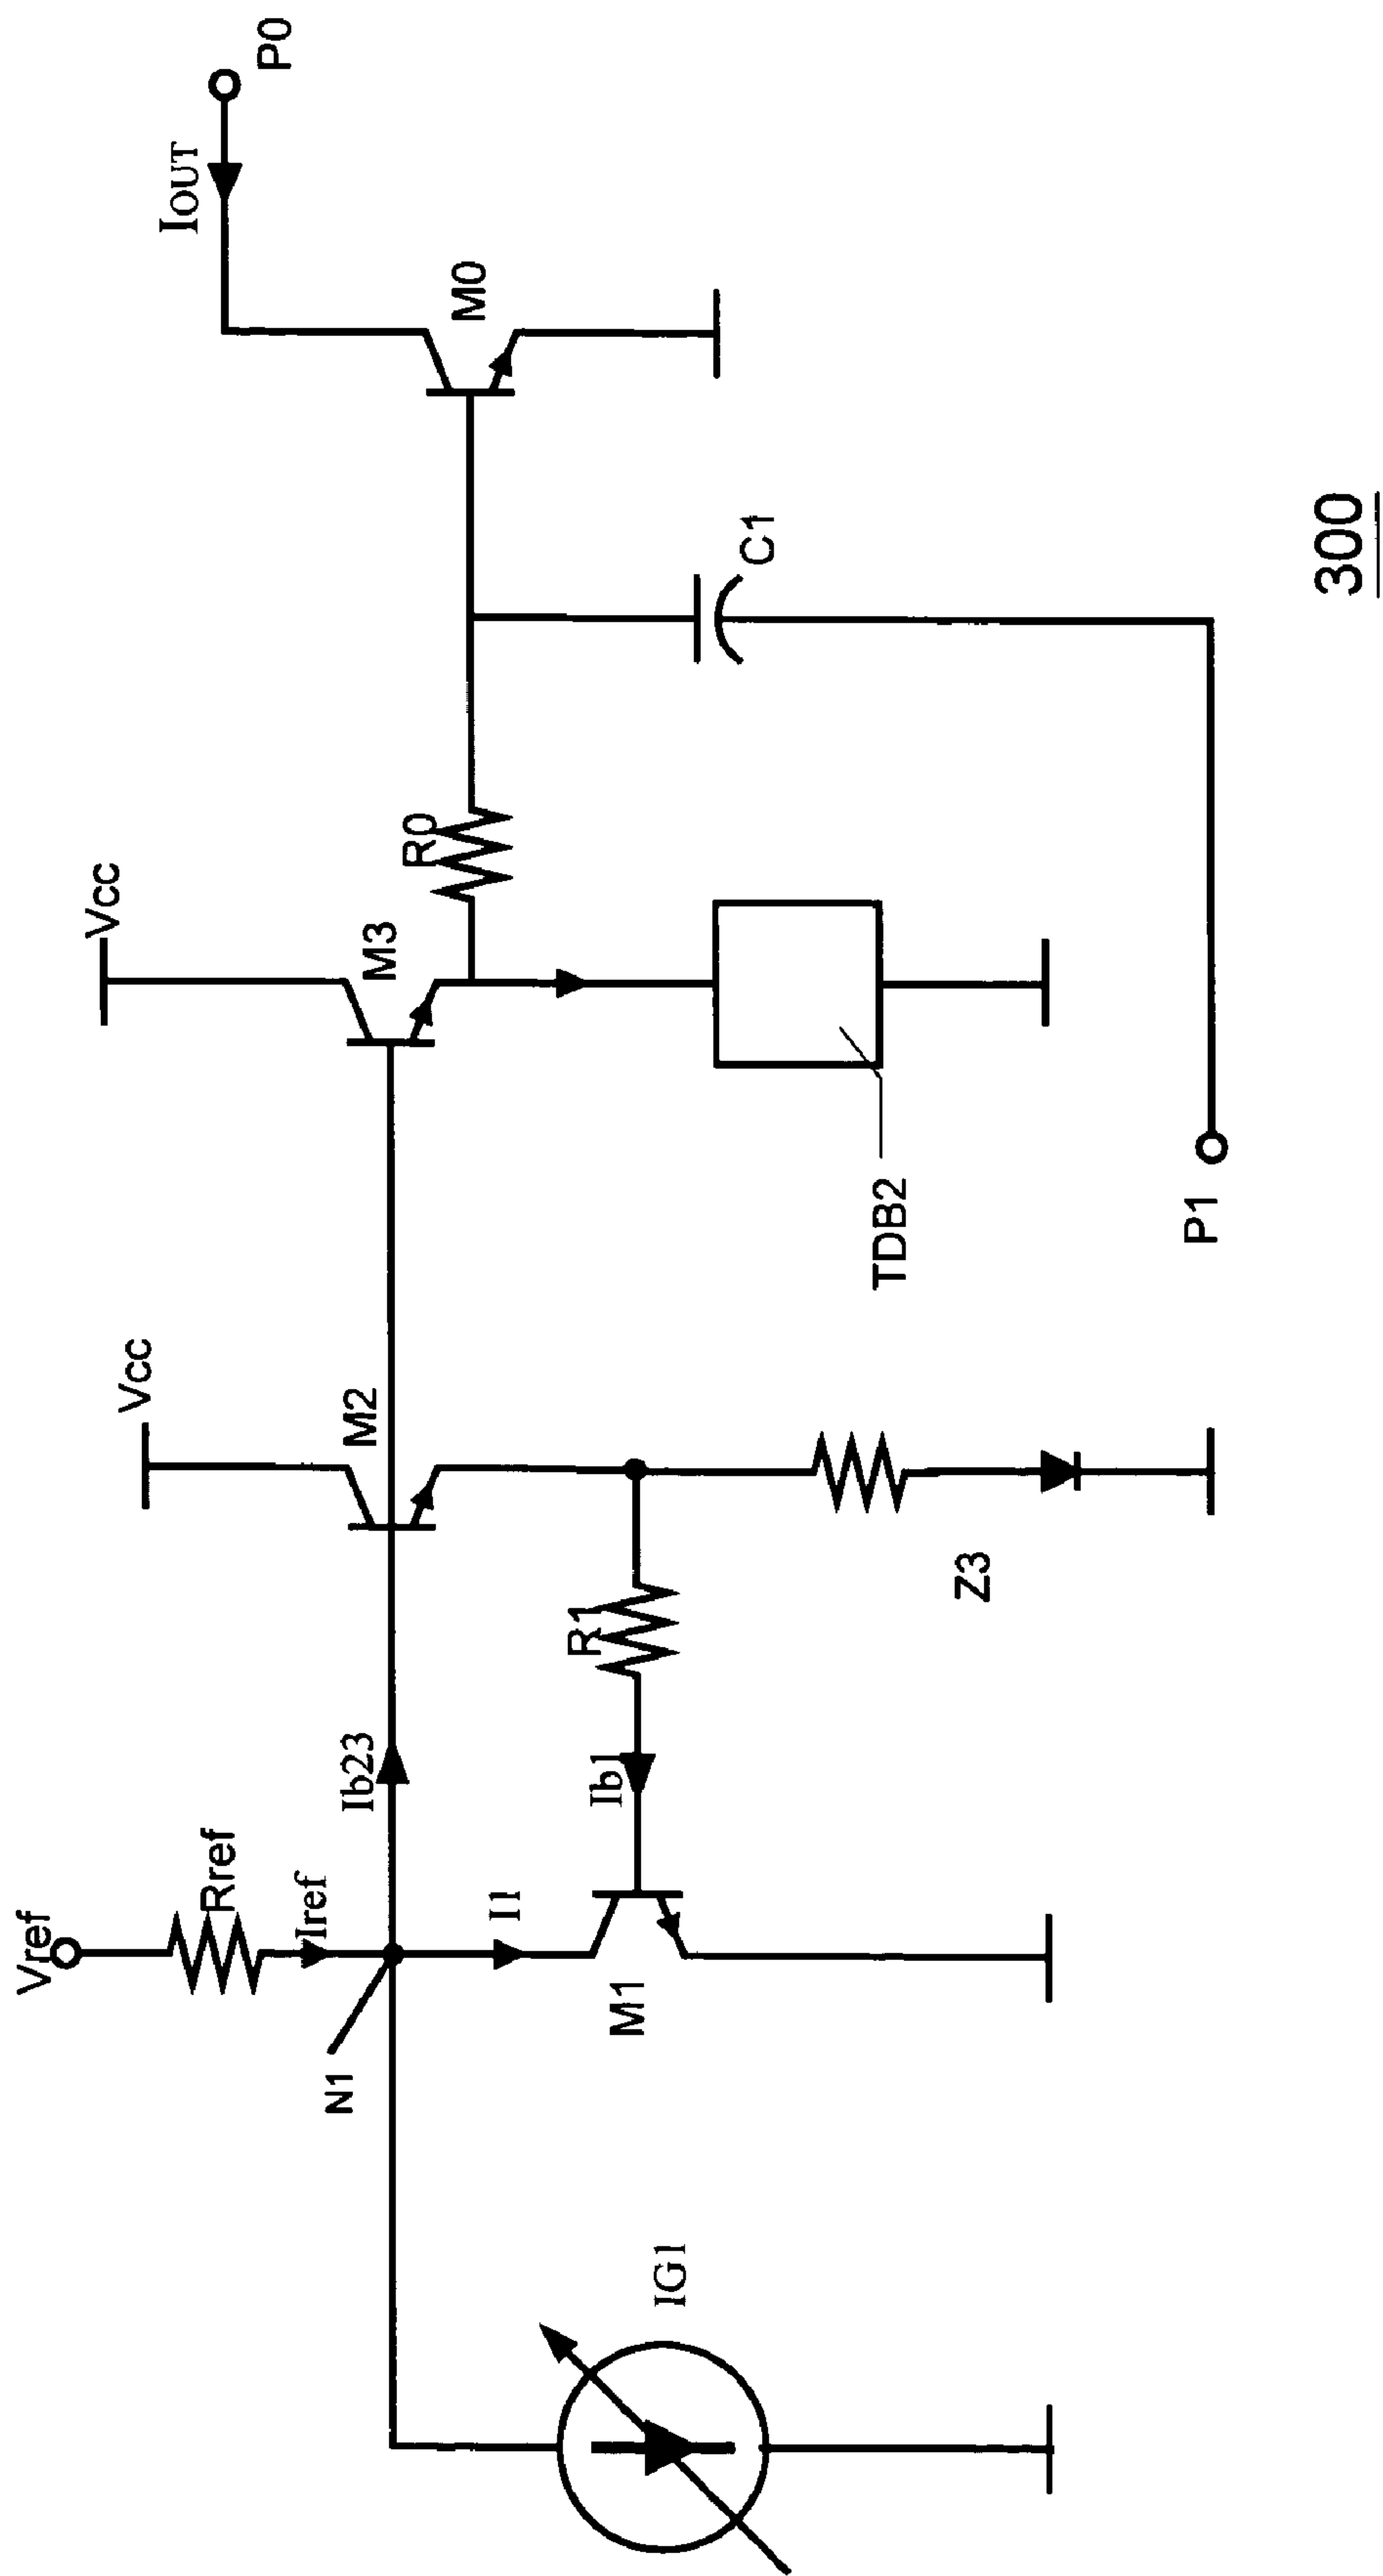 Vref
Rref
Iref
N1
I1
M1
IG1
Ib23
Ib1
R1
Vcc
M2
Z3
Vcc
M3
R0
TDB2
P1
C1
M0
IOUT
P0
300